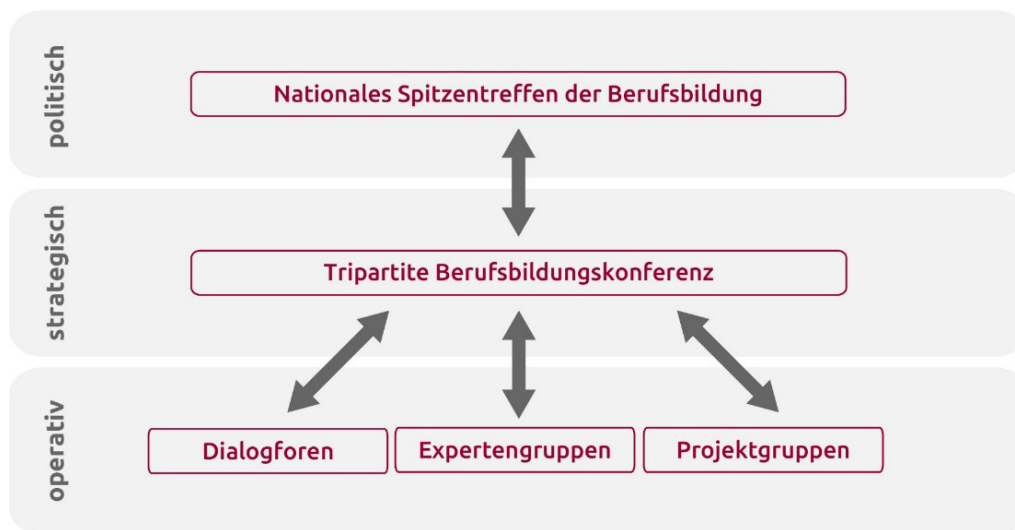 politisch
Nationales Spitzentreffen der Berufsbildung
strategisch
Tripartite Berufsbildungskonferenz
operativ
Dialogforen
Expertengruppen
Projektgruppen